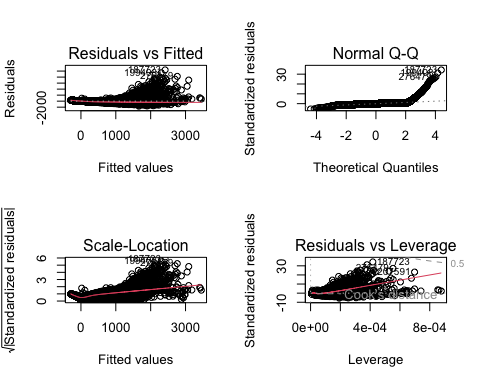 Residuals vs Fitted
Residuals
-2000
0 1000 3000
Fitted values
Normal Q-Q
Standardized residuals
0 30
-4 -2 0 2 4
Theoretical Quantiles
Scale-Location
√|Standardized residuals|
0 3 6
0 1000 3000
Fitted values
Residuals vs Leverage
Standardized residuals
-10 10 30
187723
Cook's distance
0.5
0e+00 4e-04 8e-04
Leverage